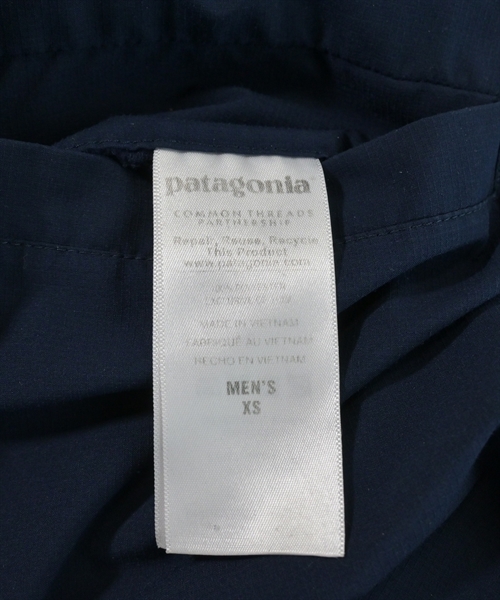 patagonia
COMMON THREADS
PARTNERSHIP
Repair, Reuse, Recycle
This Product
www.patagonia.com
POLYESTER
MADE IN VIETNAM
FABRIQUÉ AU VIETNAM
HECHO EN VIETNAM
MEN'S
XS